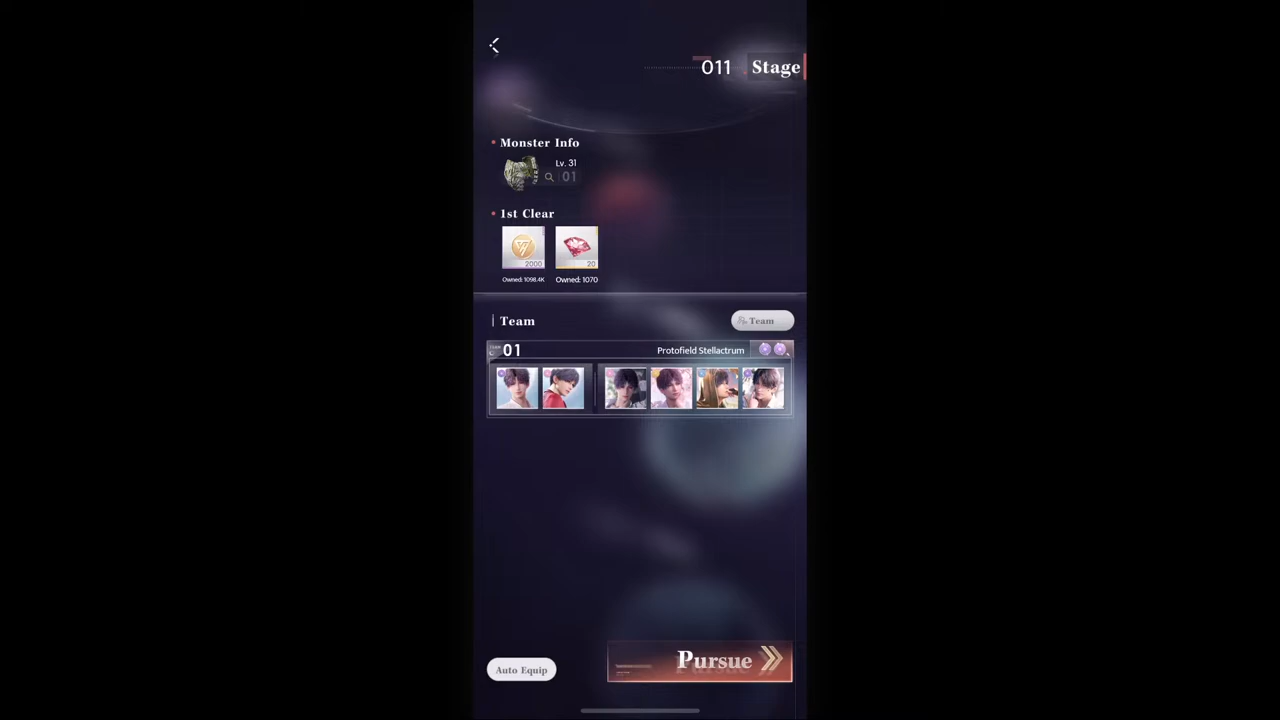 011 Stage
Monster Info
Lv. 31
01
1st Clear
2000
20
Owned: 1098.4K
Owned: 1070
Team
Team
01
Protofield Stellactrum
Auto Equip
Pursue